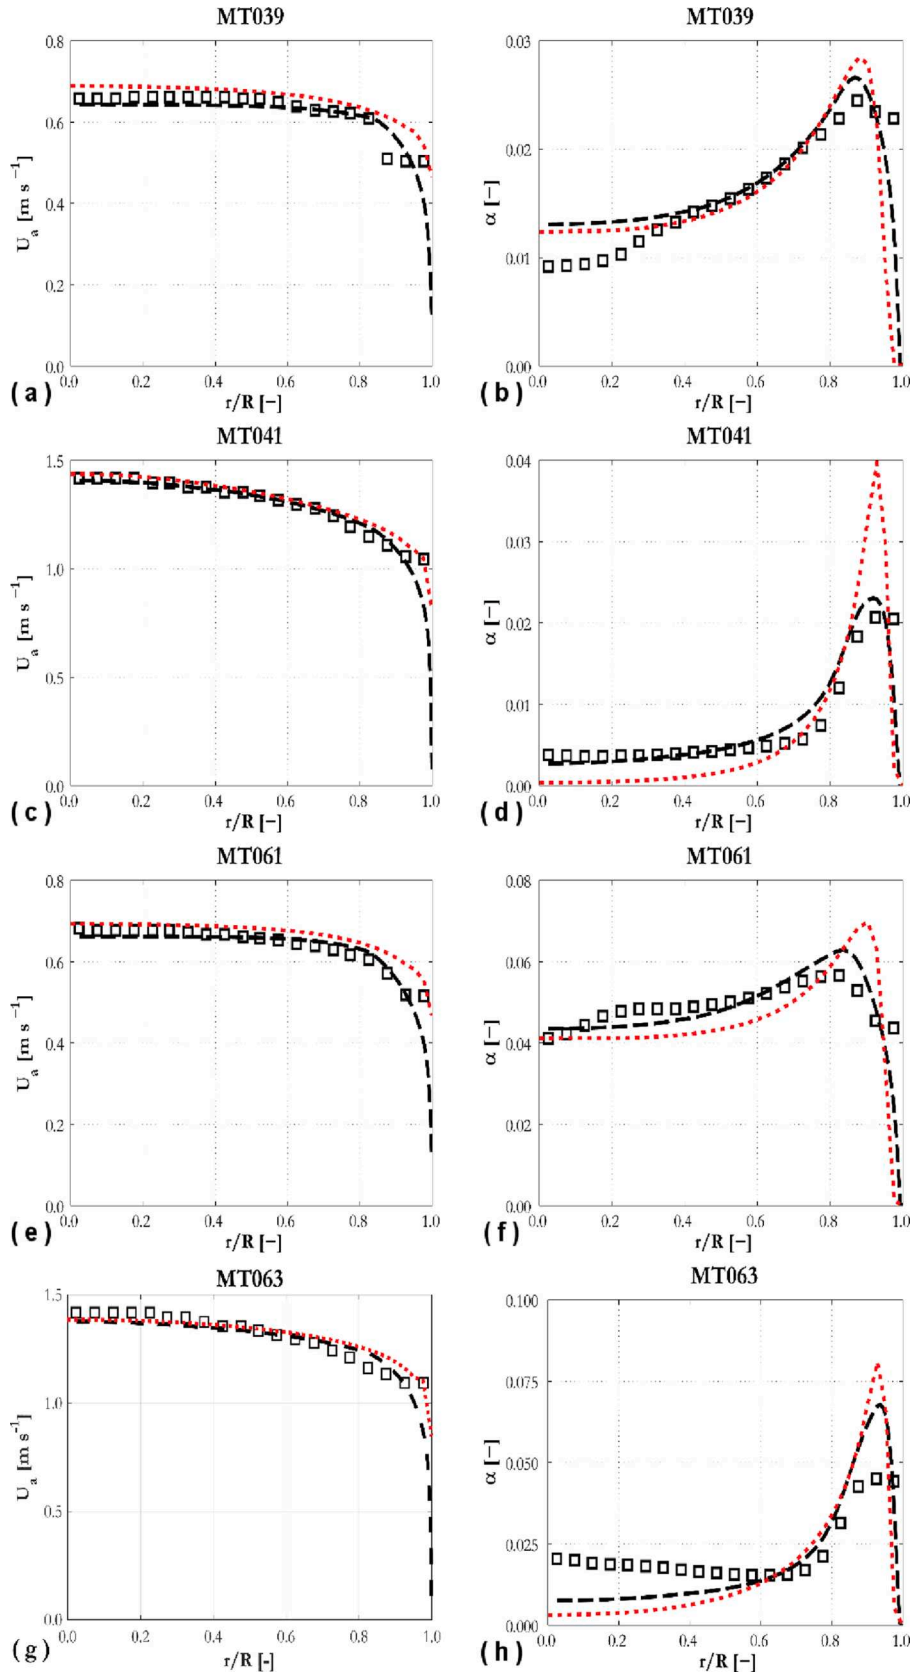 MT039
0.8
0.6
0.4
0.2
0.0
U_a [m s⁻¹]
0.0 0.2 0.4 0.6 0.8 1.0
r/R [–]
(a)
MT039
0.03
0.02
0.01
0.00
α [–]
0.0 0.2 0.4 0.6 0.8 1.0
r/R [–]
(b)
MT041
1.5
1.0
0.5
0.0
U_a [m s⁻¹]
0.0 0.2 0.4 0.6 0.8 1.0
r/R [–]
(c)
MT041
0.04
0.03
0.02
0.01
0.00
α [–]
0.0 0.2 0.4 0.6 0.8 1.0
r/R [–]
(d)
MT061
0.8
0.6
0.4
0.2
0.0
U_a [m s⁻¹]
0.0 0.2 0.4 0.6 0.8 1.0
r/R [–]
(e)
MT061
0.08
0.06
0.04
0.02
0.00
α [–]
0.0 0.2 0.4 0.6 0.8 1.0
r/R [–]
(f)
MT063
1.5
1.0
0.5
0.0
U_a [m s⁻¹]
0.0 0.2 0.4 0.6 0.8 1.0
r/R [-]
(g)
MT063
0.100
0.075
0.050
0.025
0.000
α [–]
0.0 0.2 0.4 0.6 0.8 1.0
r/R [–]
(h)